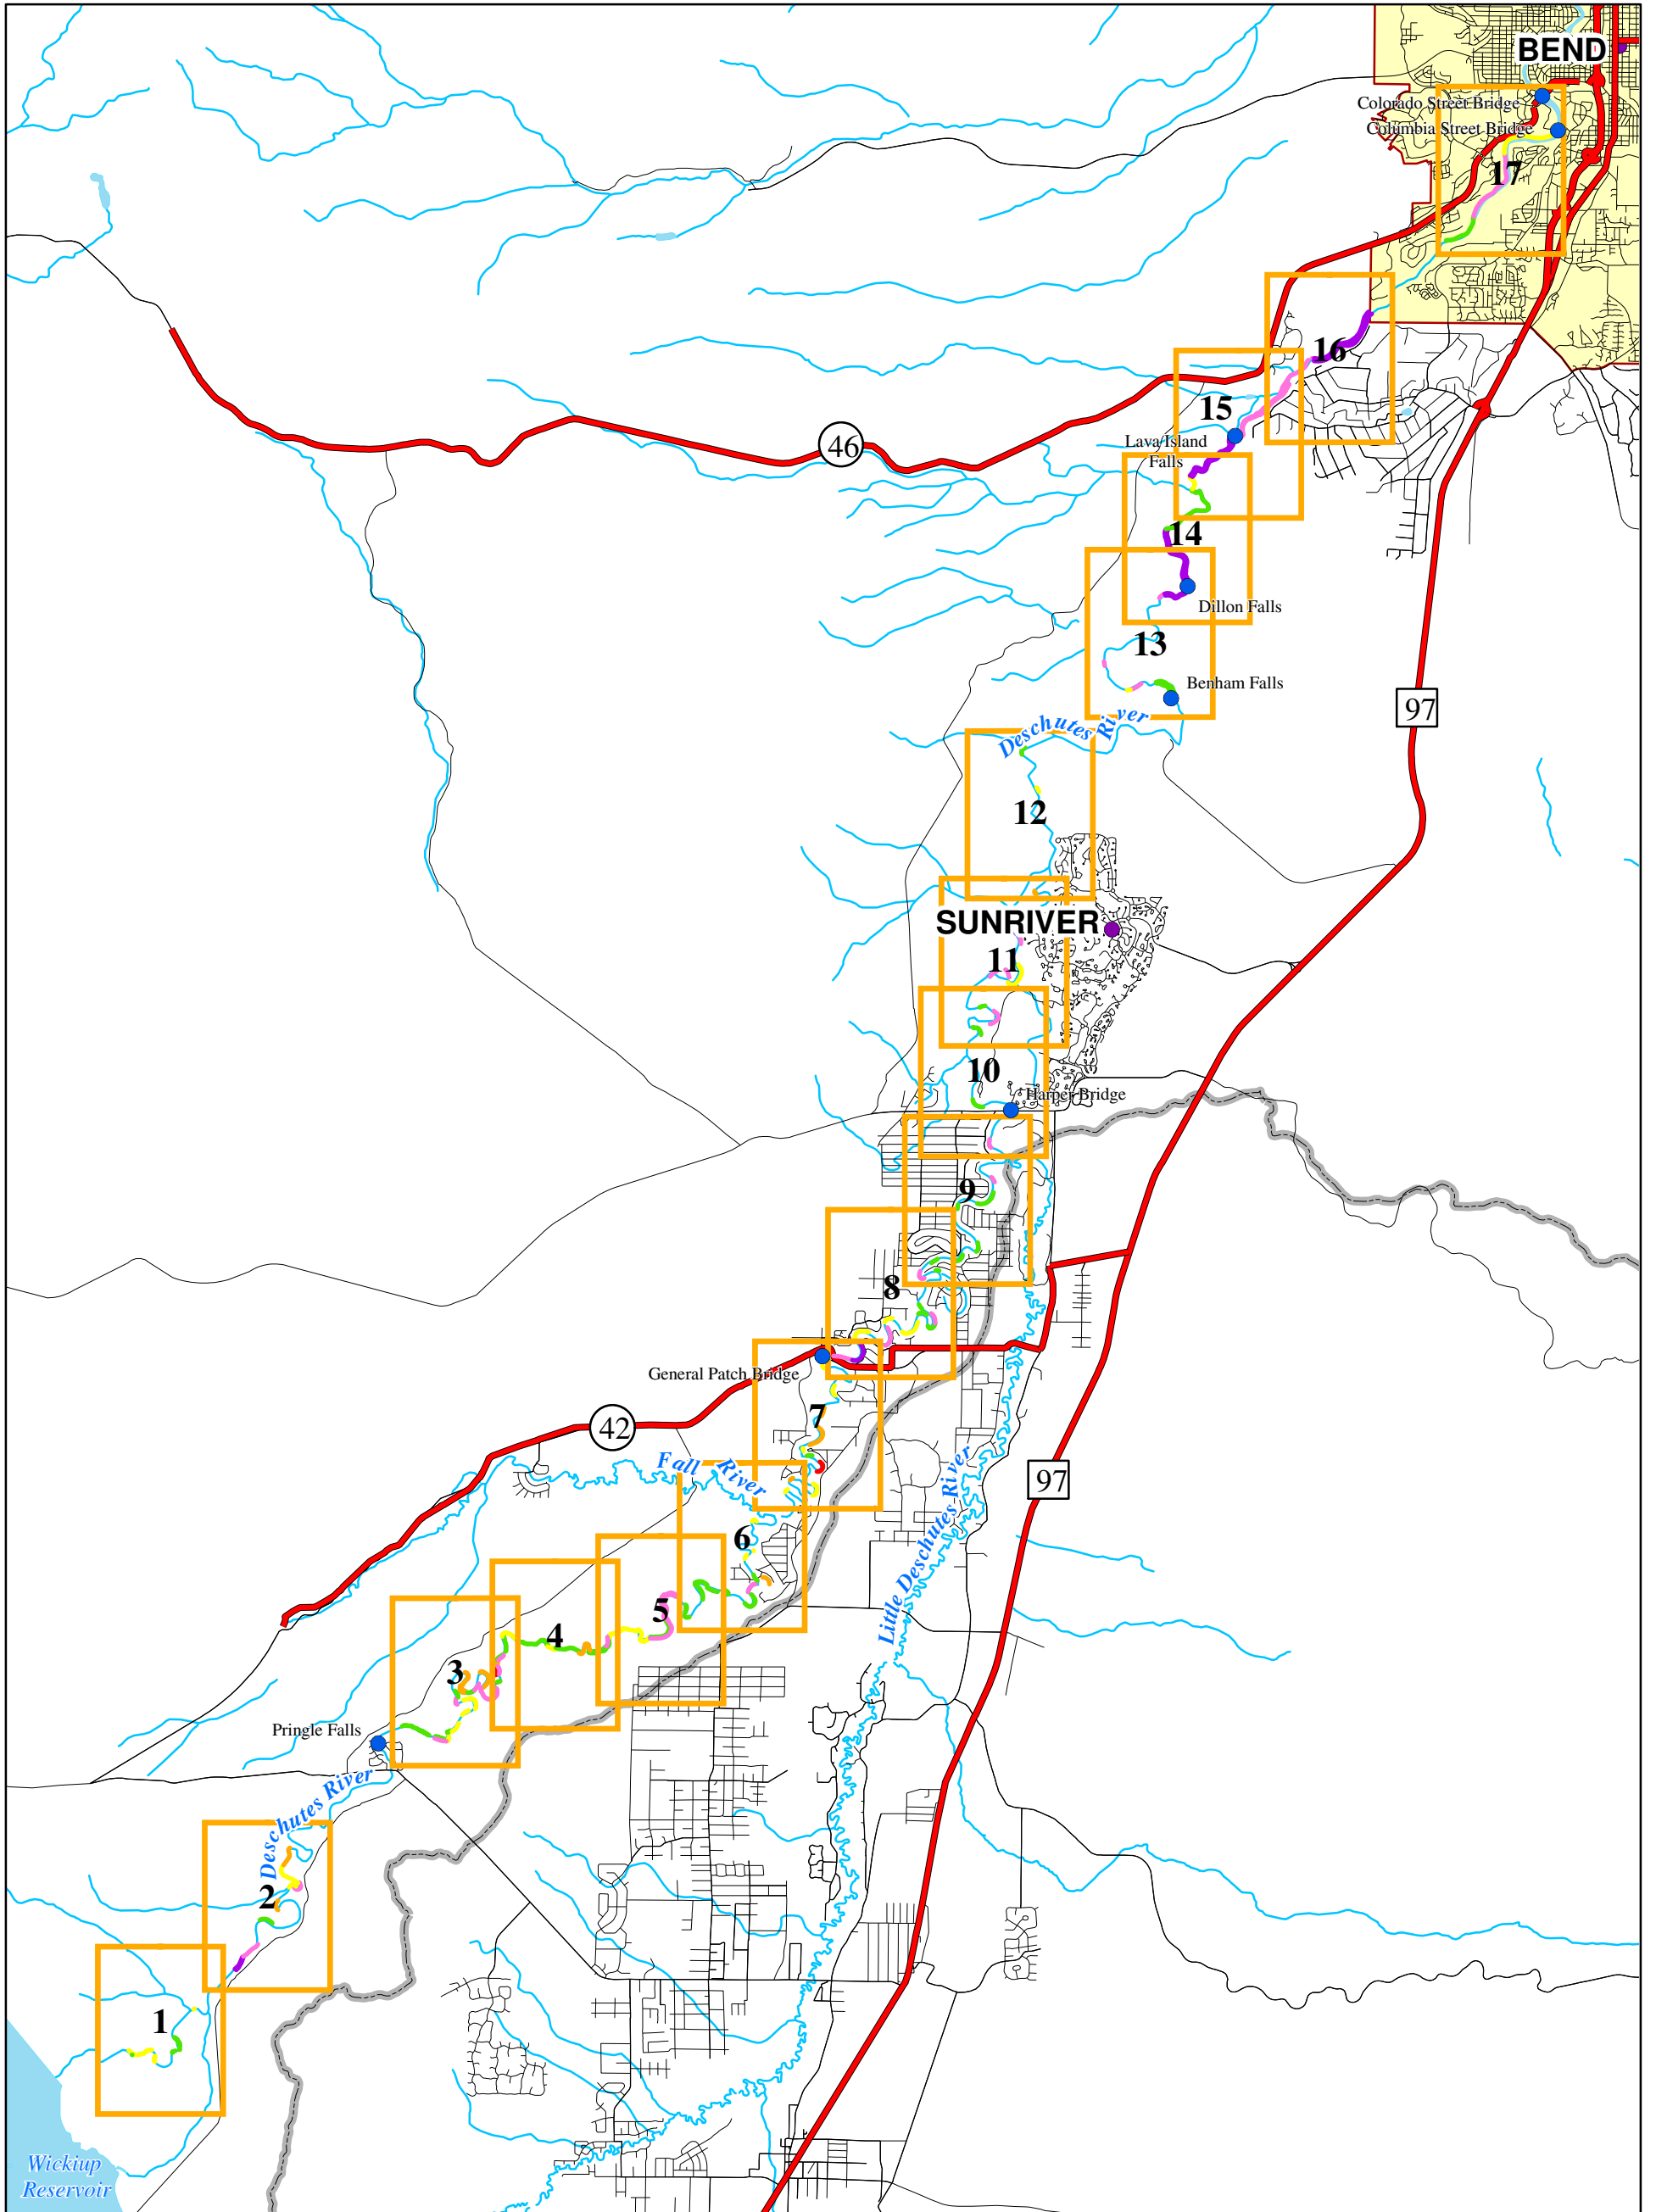 BEND
Colorado Street Bridge
Columbia Street Bridge
17
16
15
46
Lava Island
Falls
14
Dillon Falls
13
Benham Falls
97
Deschutes River
12
SUNRIVER
11
10
Harper Bridge
9
8
General Patch Bridge
7
42
Fall River
97
6
Little Deschutes River
5
4
3
Pringle Falls
Deschutes River
2
1
Wickiup
Reservoir